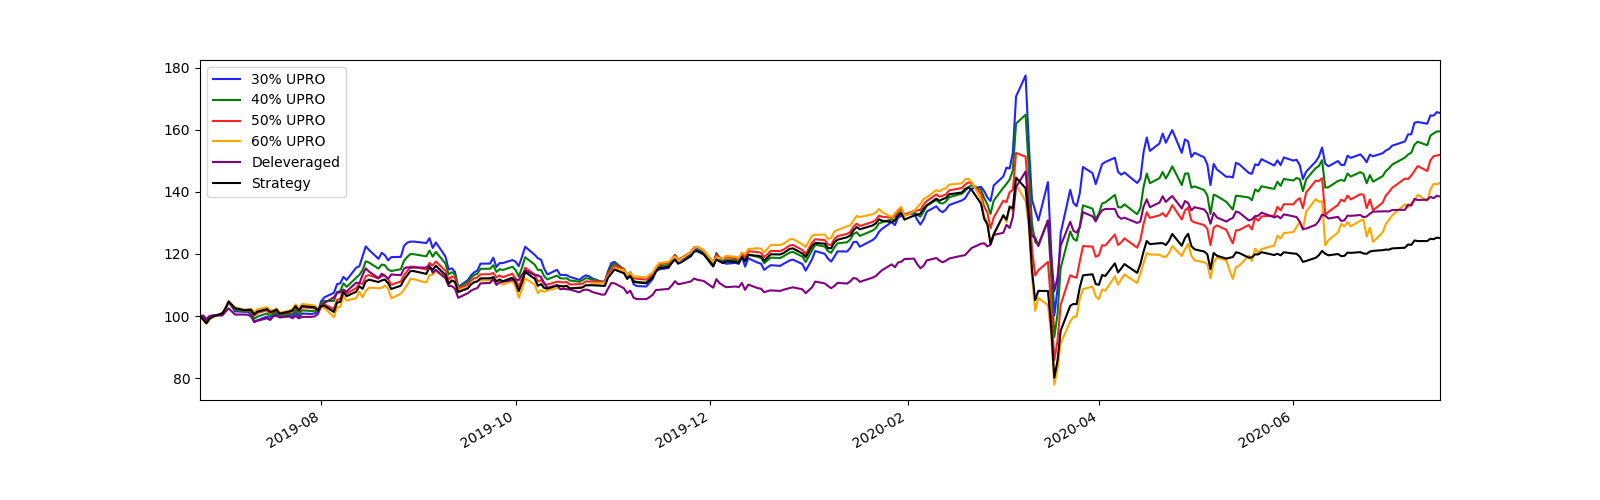 180
160
140
120
100
80
30% UPRO
40% UPRO
50% UPRO
60% UPRO
Deleveraged
Strategy
2019-08
2019-10
2019-12
2020-02
2020-04
2020-06